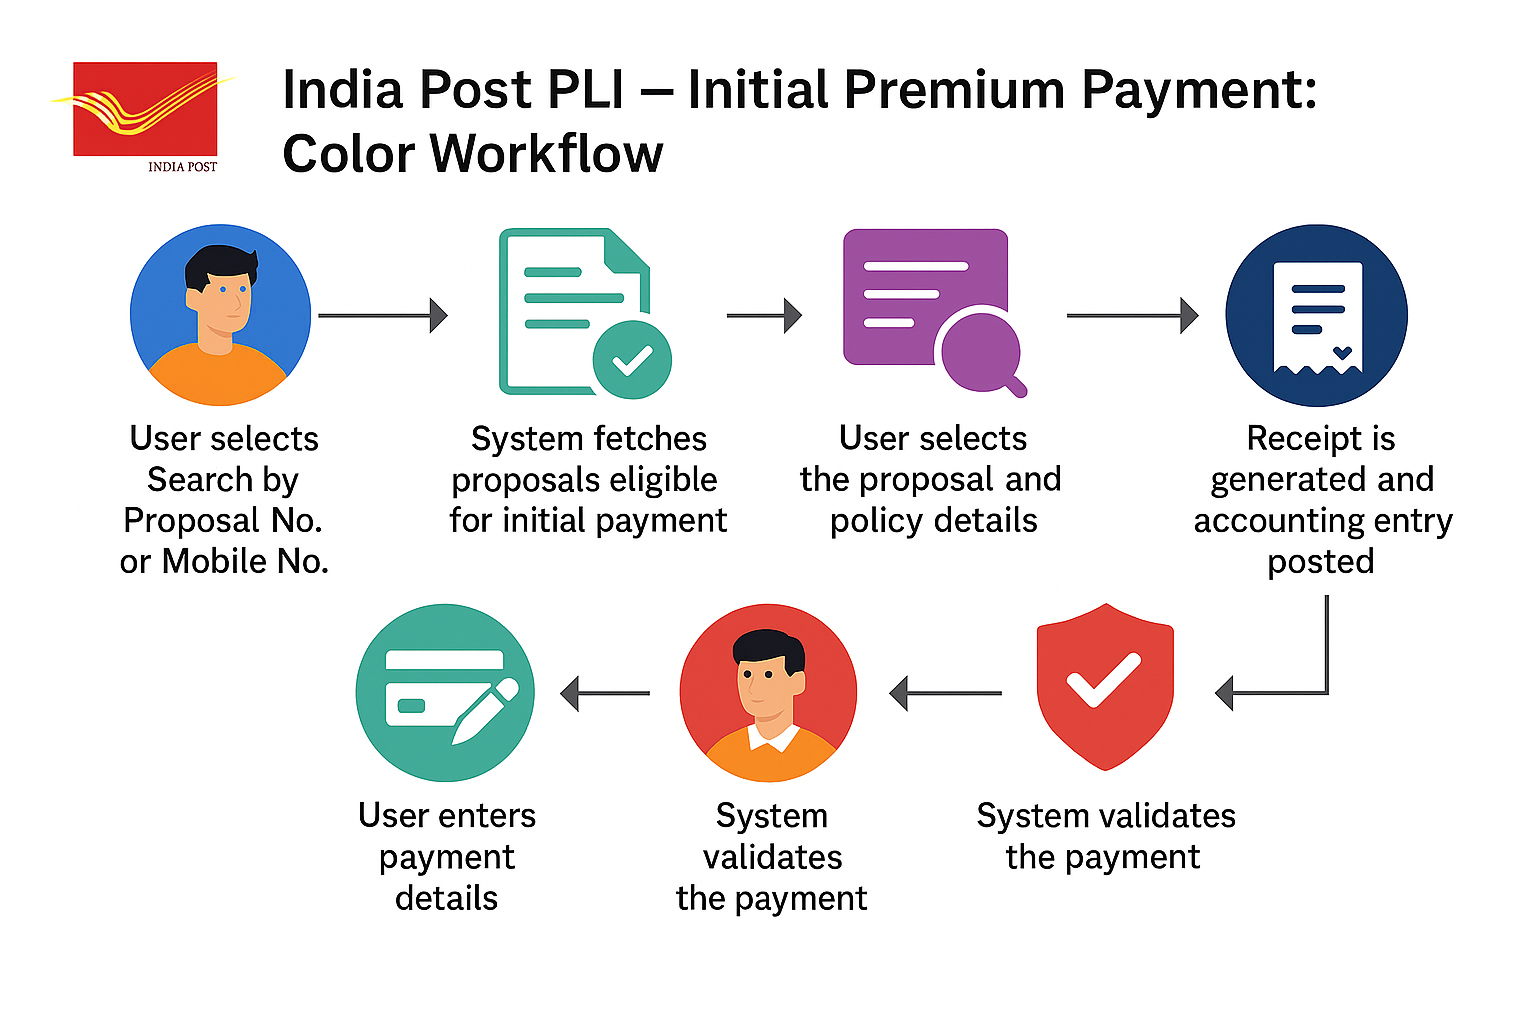 INDIA POST
India Post PLI – Initial Premium Payment:
Color Workflow
User selects
Search by
Proposal No.
or Mobile No.
System fetches
proposals eligible
for initial payment
User selects
the proposal and
policy details
Receipt is
generated and
accounting entry
posted
User enters
payment
details
System
validates
the payment
System validates
the payment